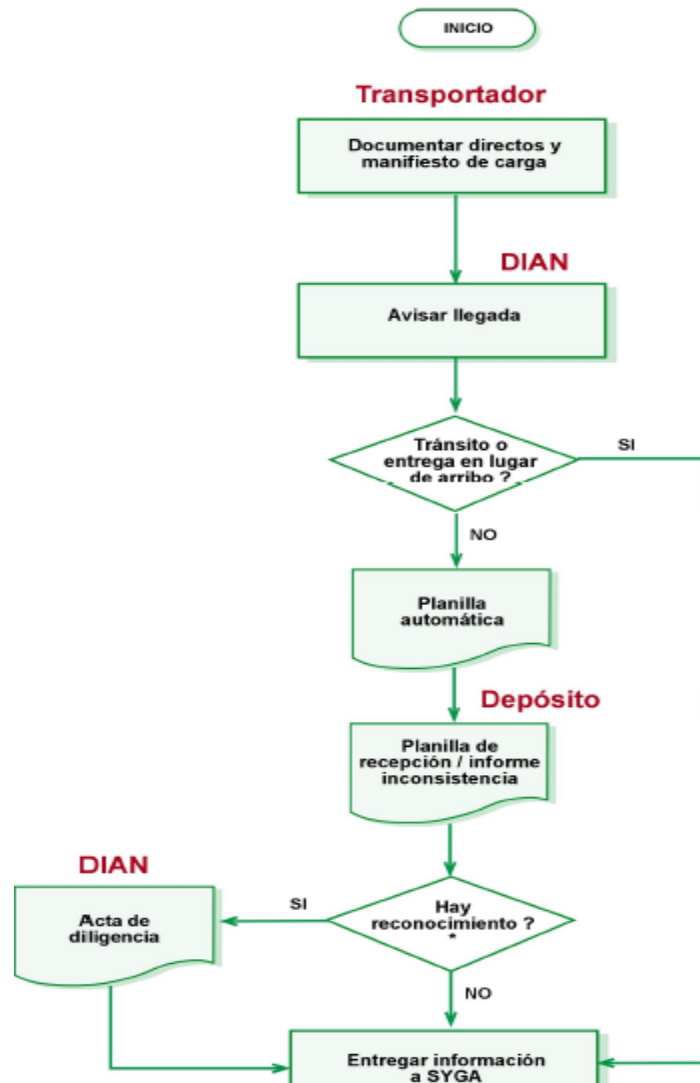 INICIO
Transportador
Documentar directos y
manifiesto de carga
DIAN
Avisar llegada
Tránsito o
entrega en lugar
de arribo ?
SI
NO
Planilla
automática
Depósito
Planilla de
recepción / informe
inconsistencia
DIAN
Acta de
diligencia
SI
Hay
reconocimiento ?
*
NO
Entregar información
a SYGA